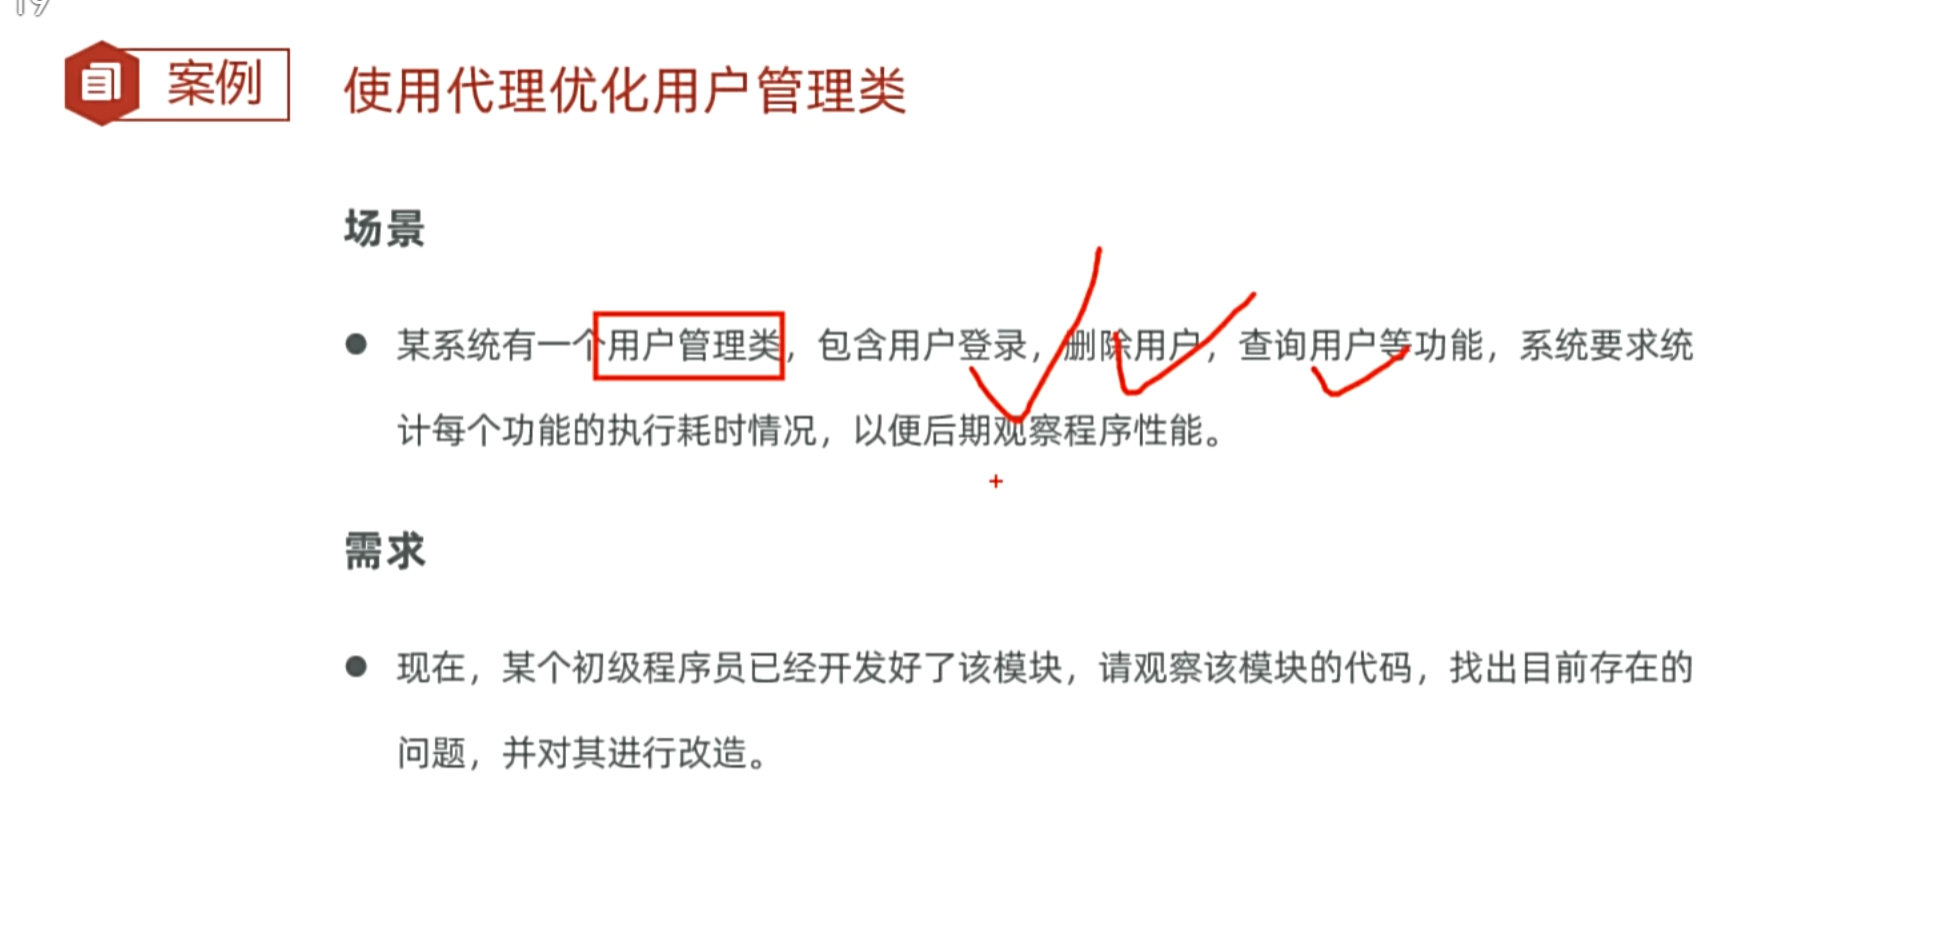 19
案例
使用代理优化用户管理类
场景
某系统有一个用户管理类，包含用户登录，删除用户，查询用户等功能，系统要求统
计每个功能的执行耗时情况，以便后期观察程序性能。
需求
现在，某个初级程序员已经开发好了该模块，请观察该模块的代码，找出目前存在的
问题，并对其进行改造。